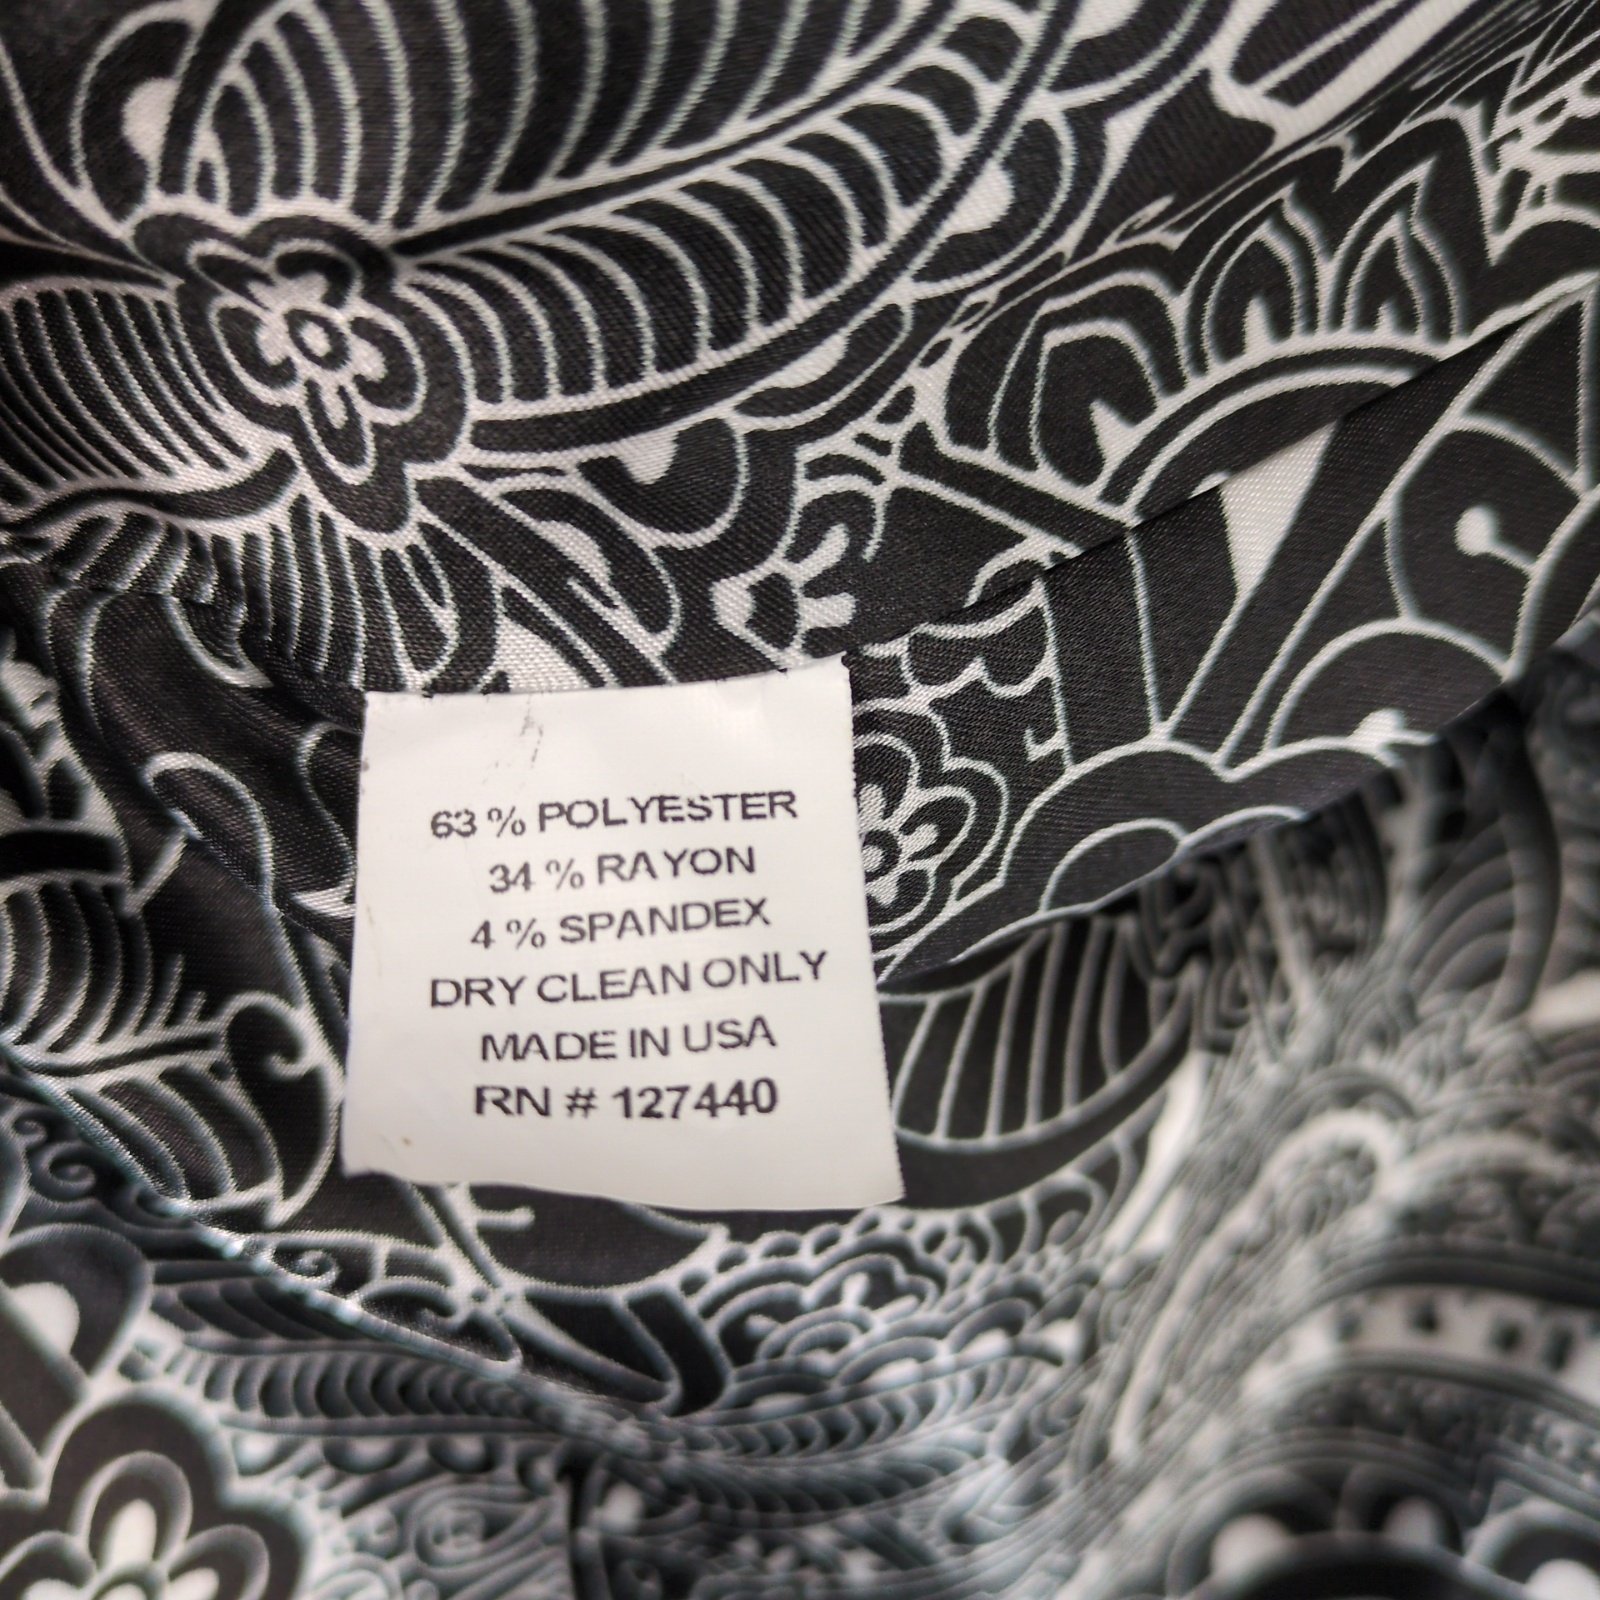 63 % POLYESTER
34 % RAYON
4 % SPANDEX
DRY CLEAN ONLY
MADE IN USA
RN # 127440